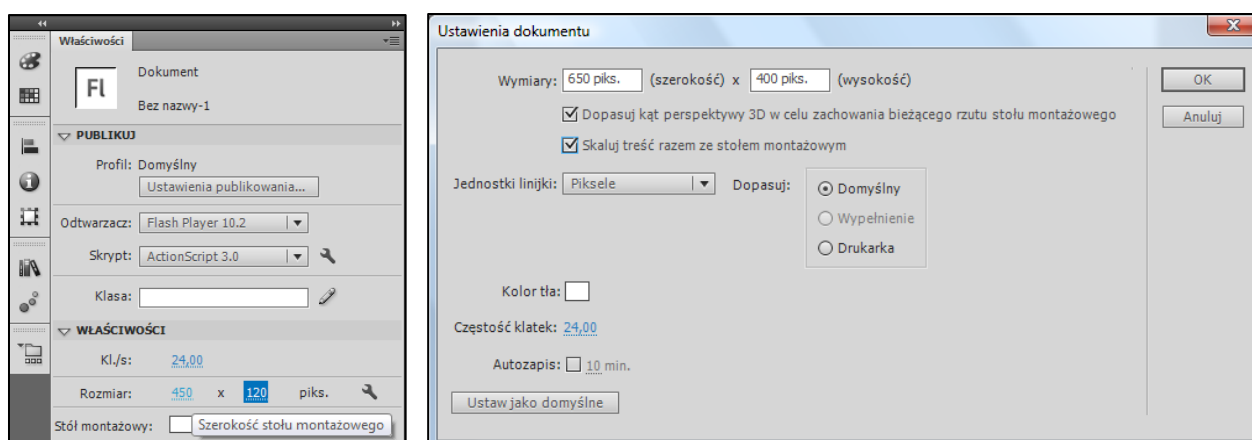 Właściwości
Fl
Dokument
Bez nazwy-1
PUBLIKUJ
Profil: Domyślny
Ustawienia publikowania...
Odtwarzacz: Flash Player 10.2
Skrypt: ActionScript 3.0
Klasa:
WŁAŚCIWOŚCI
Kl./s: 24,00
Rozmiar: 450 x 120 piks.
Stół montażowy:
Szerokość stołu montażowego
Ustawienia dokumentu
Wymiary: 650 piks. (szerokość) x 400 piks. (wysokość)
OK
Dopasuj kąt perspektywy 3D w celu zachowania bieżącego rzutu stołu montażowego
Anuluj
Skaluj treść razem ze stołem montażowym
Jednostki linijki: Piksele Dopasuj: Domyślny
Wypełnienie
Drukarka
Kolor tła:
Częstość klatek: 24,00
Autozapis: 10 min.
Ustaw jako domyślne